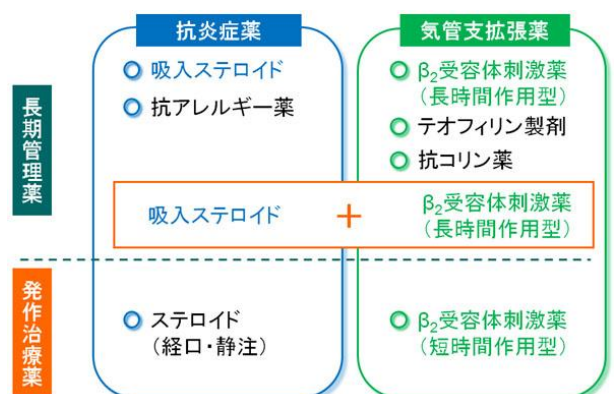 抗炎症薬
気管支拡張薬
長期管理薬
吸入ステロイド
抗アレルギー薬
β₂受容体刺激薬
(長時間作用型)
テオフィリン製剤
抗コリン薬
吸入ステロイド
+
β₂受容体刺激薬
(長時間作用型)
発作治療薬
ステロイド
(経口・静注)
β₂受容体刺激薬
(短時間作用型)